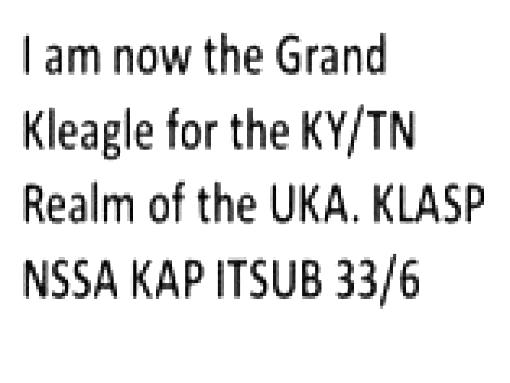 I am now the Grand
Kleagle for the KY/TN
Realm of the UKA. KLASP
NSSA KAP ITSUB 33/6